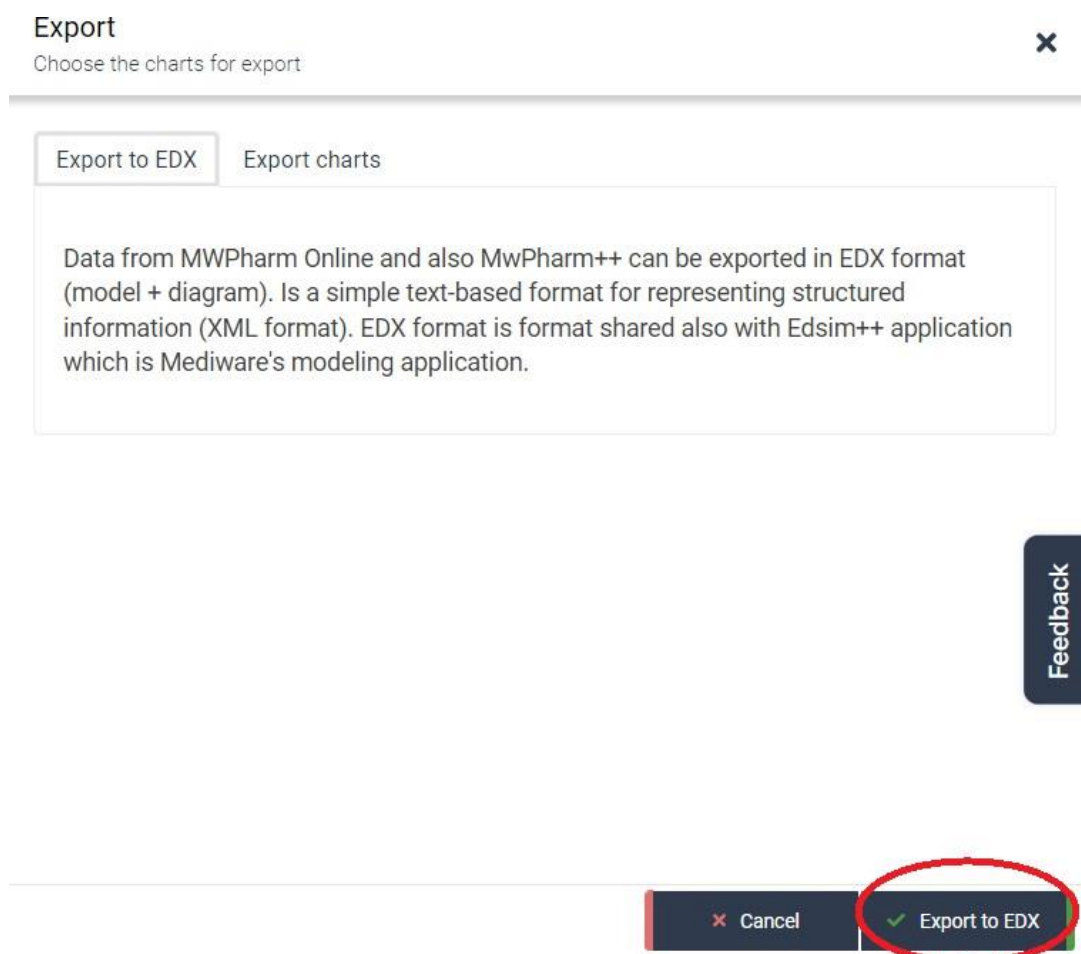 Export
Choose the charts for export
Export to EDX
Export charts
Data from MWPharm Online and also MwPharm++ can be exported in EDX format
(model + diagram). Is a simple text-based format for representing structured
information (XML format). EDX format is format shared also with Edsim++ application
which is Mediware's modeling application.
Feedback
Cancel
Export to EDX